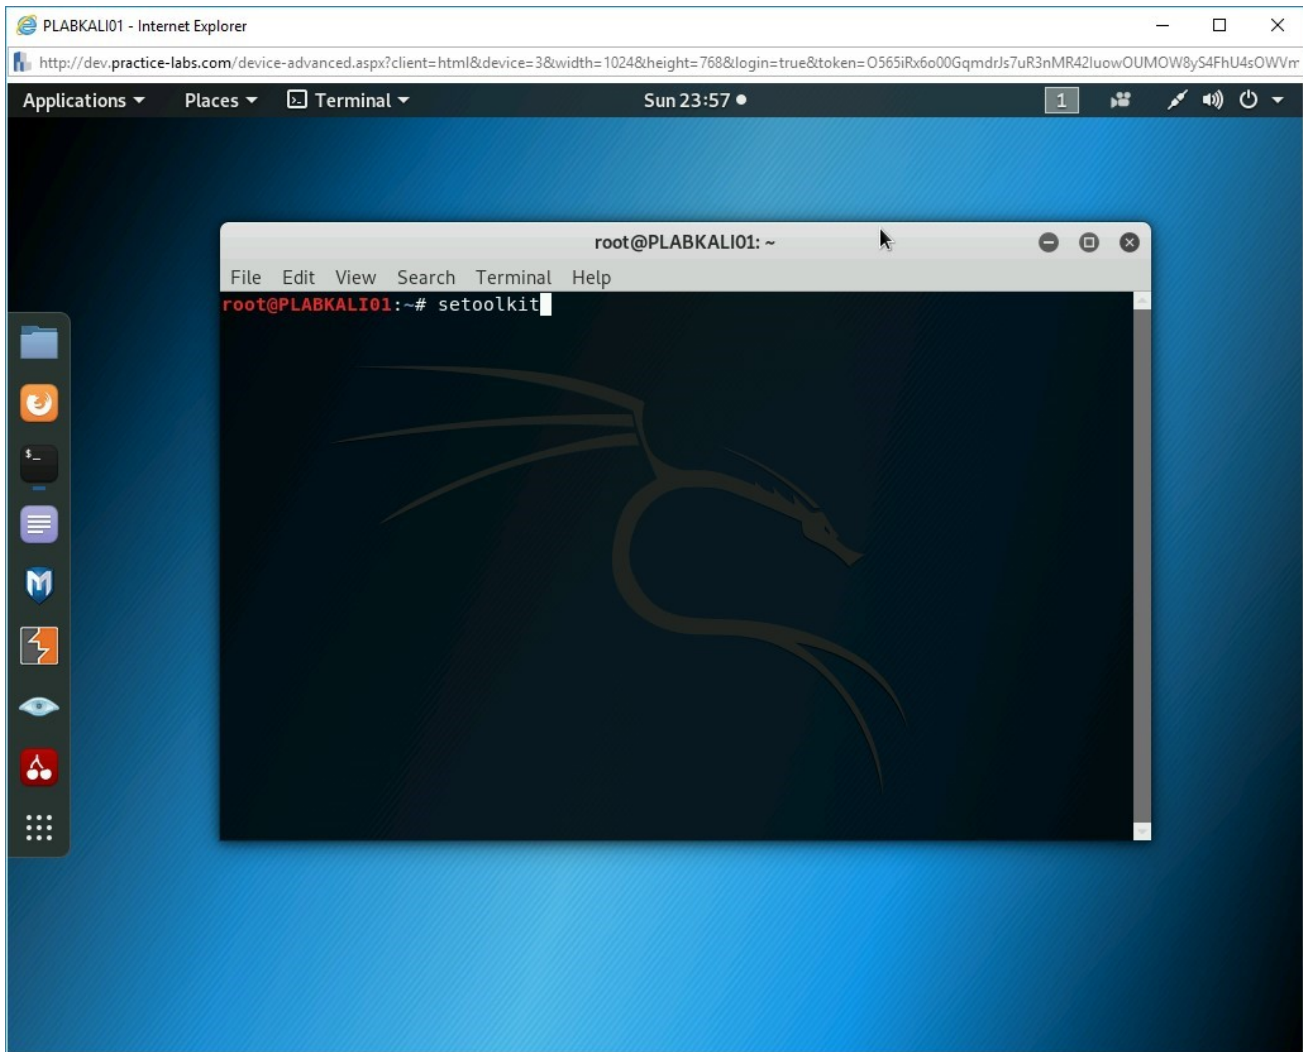 PLABKALI01 - Internet Explorer
http://dev.practice-labs.com/device-advanced.aspx?client=html&device=3&width=1024&height=768&login=true&token=O565iRx6o00GqmdrJs7uR3nMR42IuowOUMOW8yS4FhU4sOWVm
Applications Places Terminal Sun 23:57 1
root@PLABKALI01: ~
File Edit View Search Terminal Help
root@PLABKALI01:~# setoolkit
$_